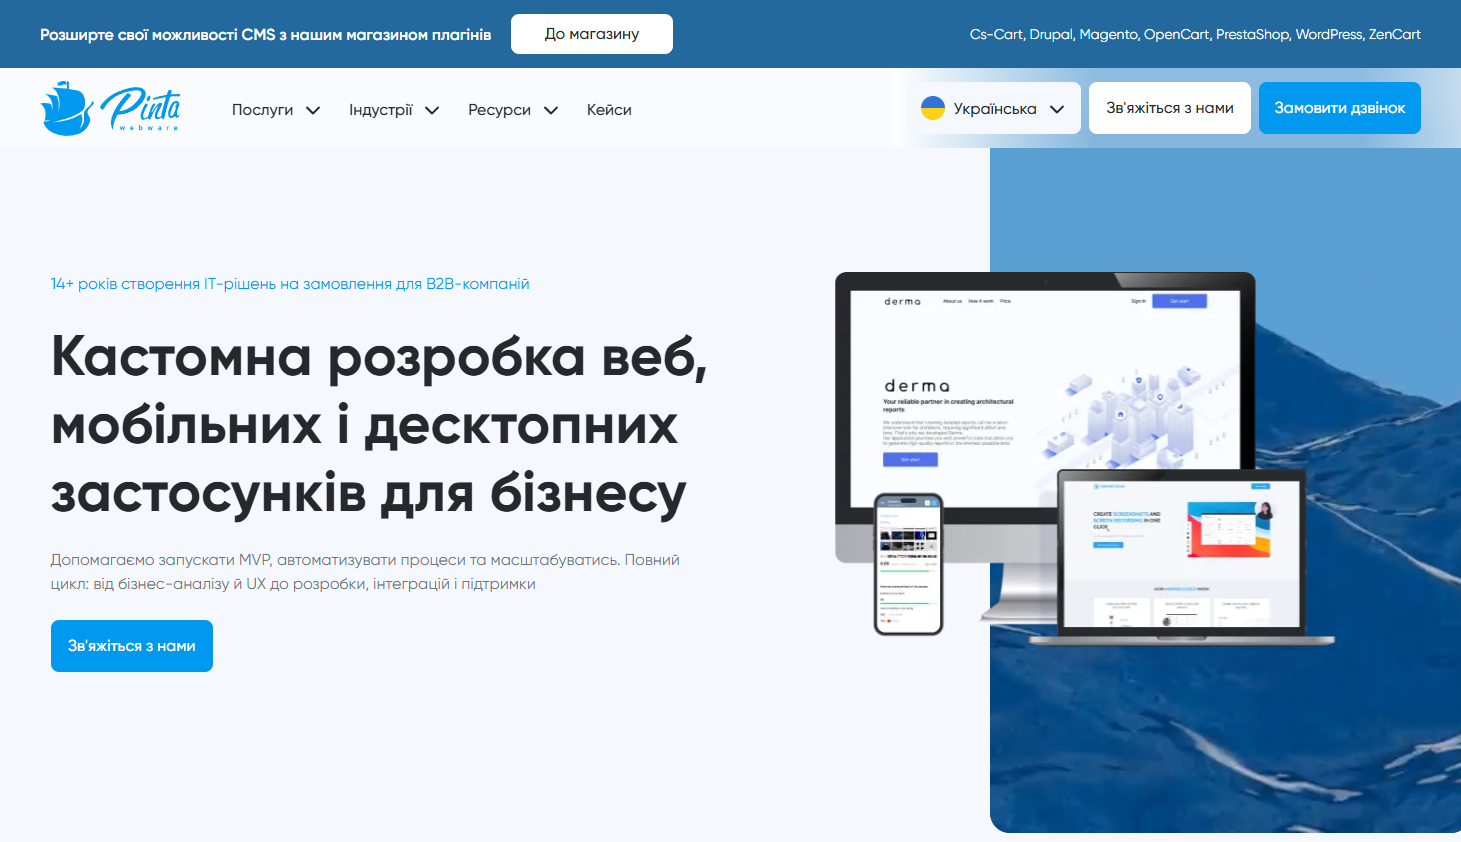 Розширте свої можливості CMS з нашим магазином плагінів
До магазину
Cs-Cart, Drupal, Magento, OpenCart, PrestaShop, WordPress, ZenCart
Pinta
webware
Послуги
Індустрії
Ресурси
Кейси
Українська
Зв'яжіться з нами
Замовити дзвінок
14+ років створення IT-рішень на замовлення для B2B-компаній
Кастомна розробка веб,
мобільних і десктопних
застосунків для бізнесу
Допомагаємо запускати MVP, автоматизувати процеси та масштабуватись. Повний
цикл: від бізнес-аналізу й UX до розробки, інтеграцій і підтримки
Зв'яжіться з нами
derma
About us
How it work
Price
Sign in
Get start
derma
Your reliable partner in creating architectural
reports
Get start
CREATE SCREENSHOTS AND
SCREEN RECORDING IN ONE
CLICK